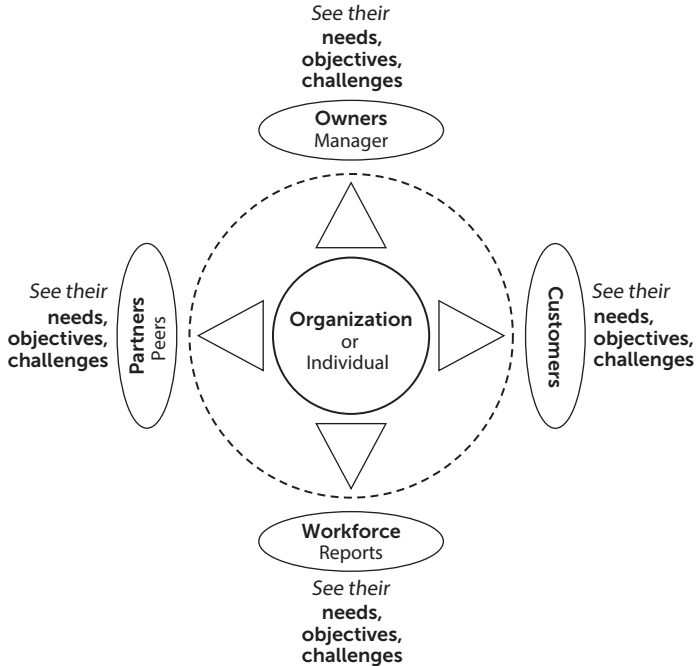 See their
needs,
objectives,
challenges
Owners
Manager
See their
needs,
objectives,
challenges
Partners
Peers
Organization
or
Individual
Customers
See their
needs,
objectives,
challenges
Workforce
Reports
See their
needs,
objectives,
challenges